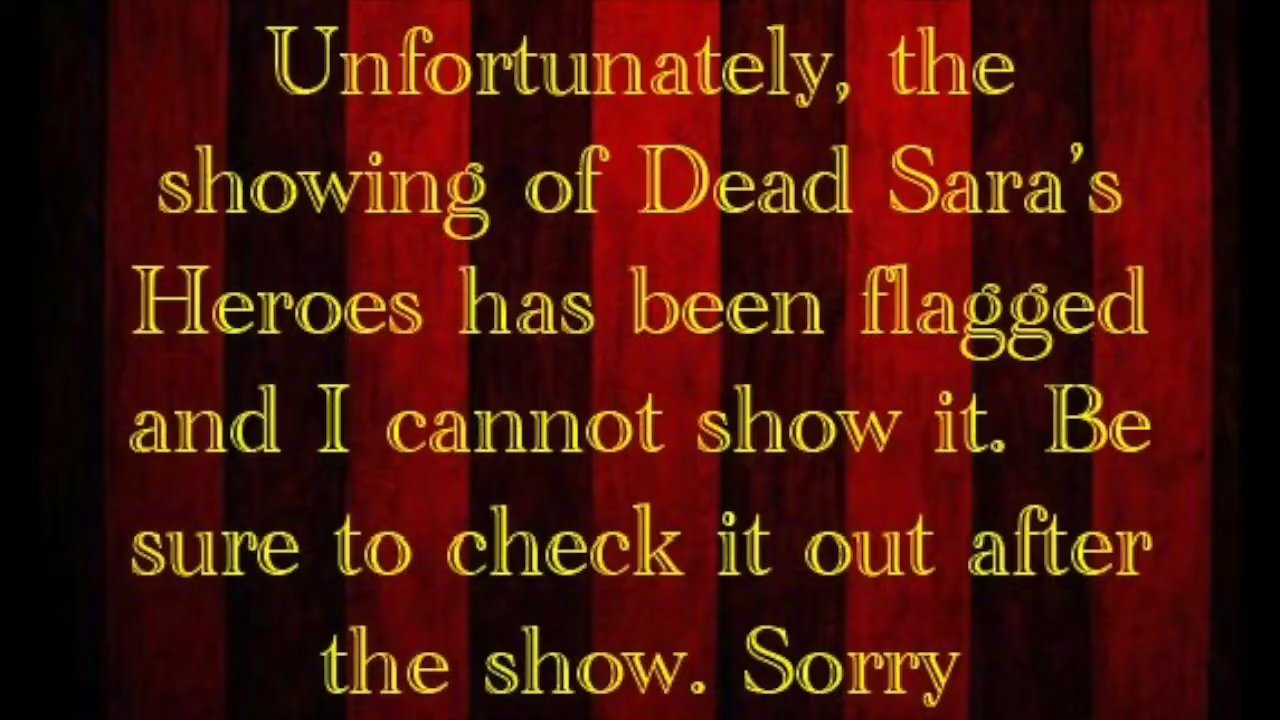 Unfortunately, the
showing of Dead Sara's
Heroes has been flagged
and I cannot show it. Be
sure to check it out after
the show. Sorry